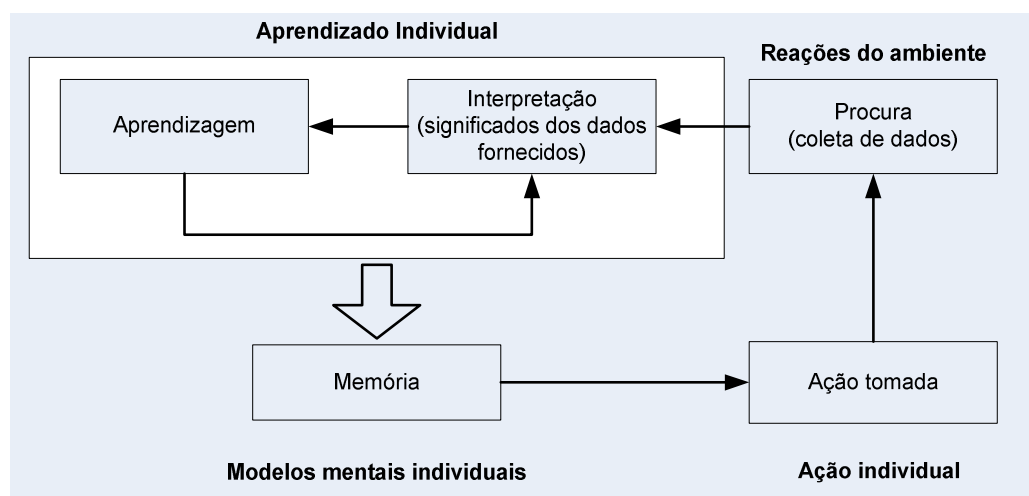 Aprendizado Individual
Reações do ambiente
Aprendizagem
Interpretação
(significados dos dados
fornecidos)
Procura
(coleta de dados)
Memória
Ação tomada
Modelos mentais individuais
Ação individual